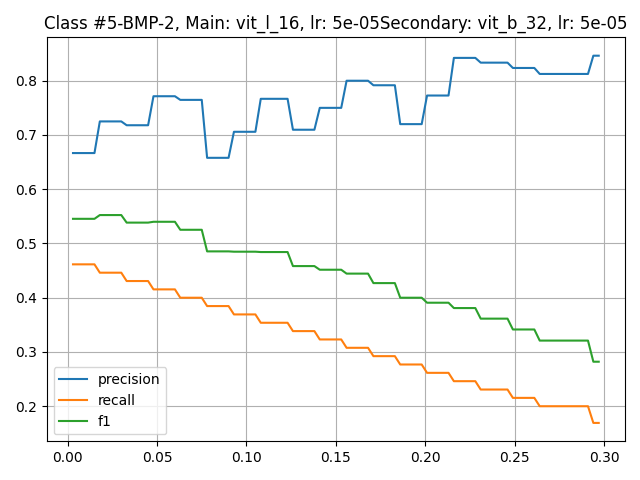 Class #5-BMP-2, Main: vit_l_16, lr: 5e-05Secondary: vit_b_32, lr: 5e-05
0.8
0.7
0.6
0.5
0.4
0.3
0.2
precision
recall
f1
0.00 0.05 0.10 0.15 0.20 0.25 0.30